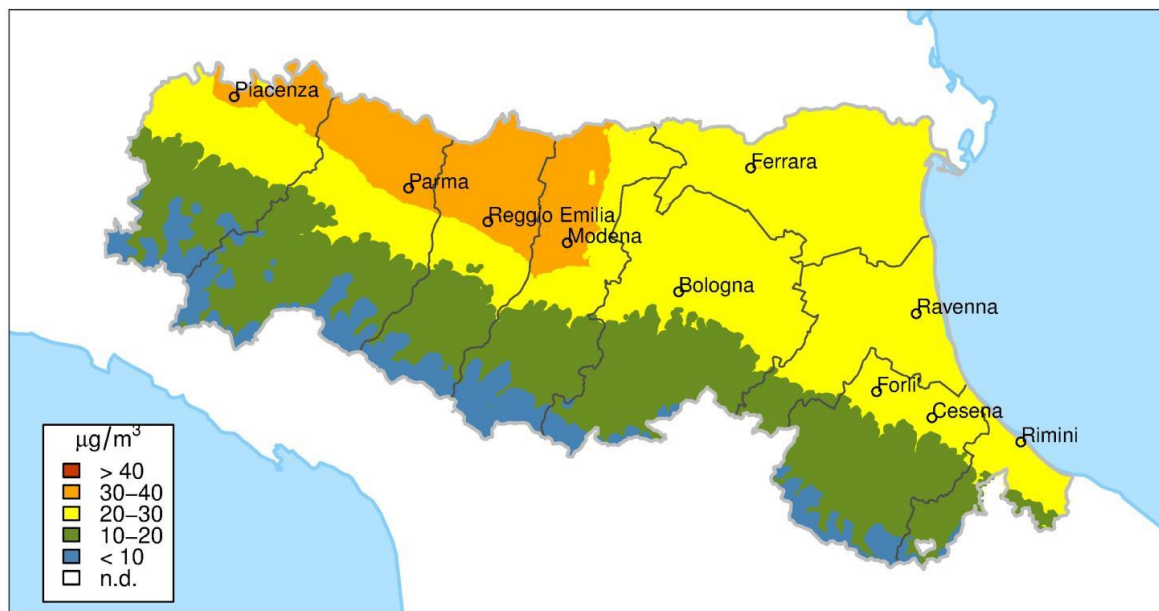 Piacenza
Ferrara
Parma
Reggio Emilia
Modena
Bologna
Ravenna
Forlì
Cesena
Rimini
μg/m³
> 40
30–40
20–30
10–20
< 10
n.d.